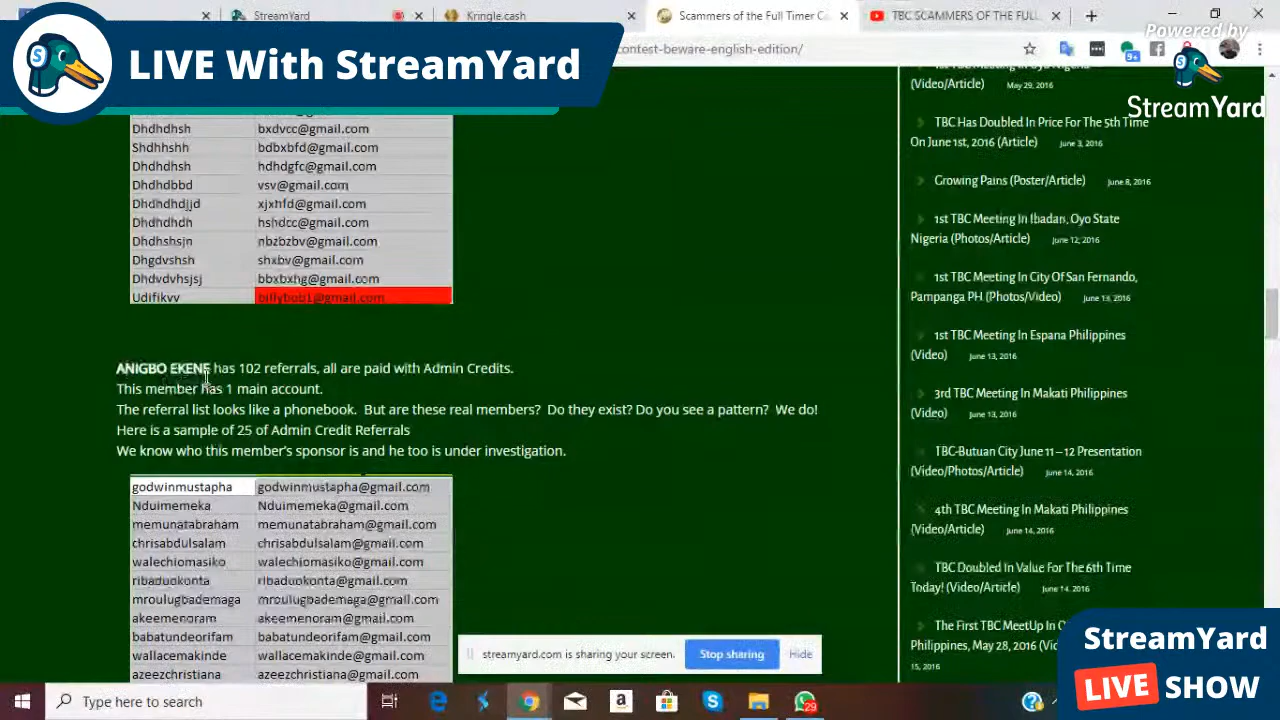 StreamYard
Kringle.cash
Scammers of the Full Timer C
TBC SCAMMERS OF THE FULL
LIVE With StreamYard
contest-beware-english-edition/
Powered by
StreamYard
Dhdhdhsh bxdvcc@gmail.com
Shdhhshh bdbxbfd@gmail.com
Dhdhdhsh hdhdgfc@gmail.com
Dhdhdbbd vsv@gmail.com
Dhdhdhdjjd xjxhfd@gmail.com
Dhdhdhdh hshdcc@gmail.com
Dhdhshsjn nbzbzbv@gmail.com
Dhgdvshsh shxbv@gmail.com
Dhdvdvhsjsj bbxbxhg@gmail.com
Udifikvv billybob1@gmail.com
ANIGBO EKENE has 102 referrals, all are paid with Admin Credits.
This member has 1 main account.
The referral list looks like a phonebook. But are these real members? Do they exist? Do you see a pattern? We do!
Here is a sample of 25 of Admin Credit Referrals
We know who this member's sponsor is and he too is under investigation.
godwinmustapha godwinmustapha@gmail.com
Nduimemeka Nduimemeka@gmail.com
memunatabraham memunatabraham@gmail.com
chrisabdulsalam chrisabdulsalam@gmail.com
walechiomasiko walechiomasiko@gmail.com
ribaduokonta ribaduokonta@gmail.com
mroulugbademaga mroulugbademaga@gmail.com
akeemenoram akeemenoram@gmail.com
babatundeorifam babatundeorifam@gmail.com
wallacemakinde wallacemakinde@gmail.com
azeezchristiana azeezchristiana@gmail.com
(Video/Article) May 29, 2016
TBC Has Doubled In Price For The 5th Time
On June 1st, 2016 (Article) June 3, 2016
Growing Pains (Poster/Article) June 8, 2016
1st TBC Meeting In Ibadan, Oyo State
Nigeria (Photos/Article) June 12, 2016
1st TBC Meeting In City Of San Fernando,
Pampanga PH (Photos/Video) June 13, 2016
1st TBC Meeting In Espana Philippines
(Video) June 13, 2016
3rd TBC Meeting In Makati Philippines
(Video) June 13, 2016
TBC-Butuan City June 11–12 Presentation
(Video/Photos/Article) June 14, 2016
4th TBC Meeting In Makati Philippines
(Video/Article) June 14, 2016
TBC Doubled In Value For The 6th Time
Today! (Video/Article) June 14, 2016
The First TBC MeetUp In
Philippines, May 28, 2016
15, 2016
streamyard.com is sharing your screen. Stop sharing Hide
StreamYard
LIVE SHOW
Type here to search
29